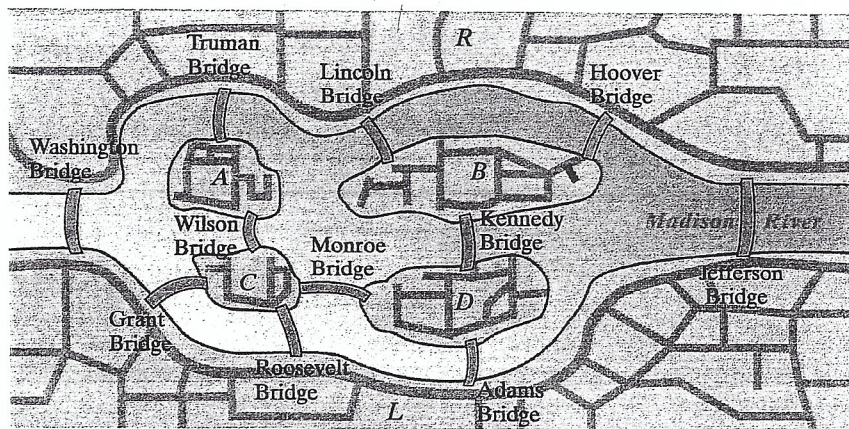 Truman
Bridge
Lincoln
Bridge
R
Hoover
Bridge
Washington
Bridge
A
B
Wilson
Bridge
Monroe
Bridge
Kennedy
Bridge
Madison River
C
D
Jefferson
Bridge
Grant
Bridge
Roosevelt
Bridge
L
Adams
Bridge